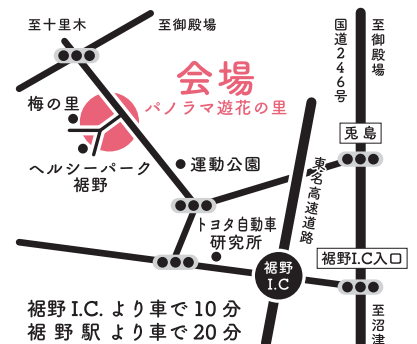 至十里木
至御殿場
国道246号
至御殿場
会場
パノラマ遊花の里
梅の里
兎島
ヘルシーパーク
裾野
運動公園
東名高速道路
トヨタ自動車
研究所
裾野I.C入口
裾野
I.C
裾野I.C.より車で10分
裾野駅より車で20分
至沼津